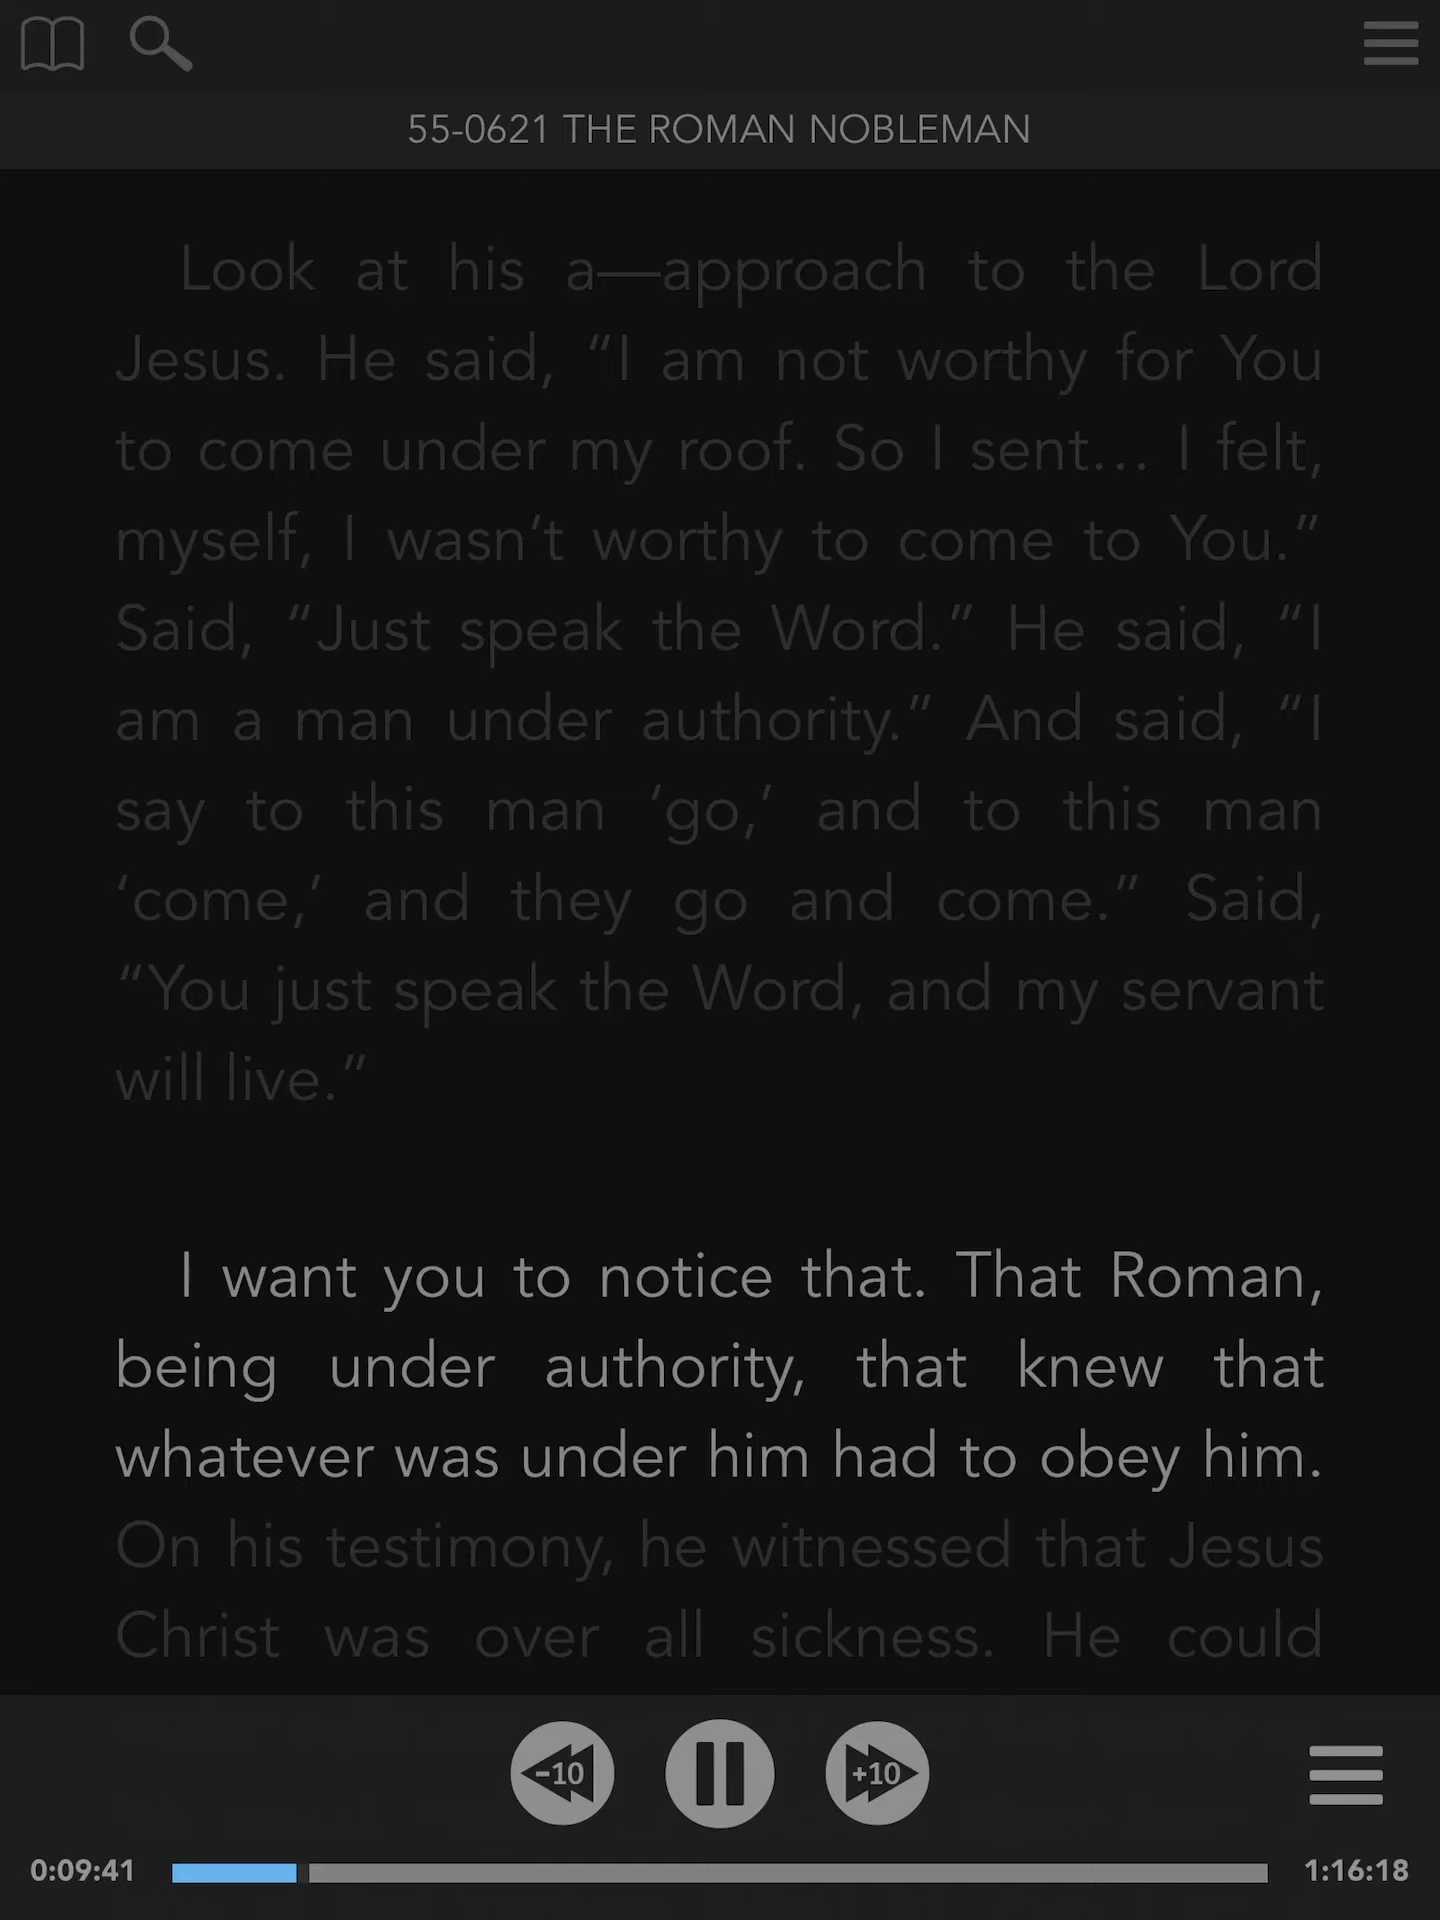 55-0621 THE ROMAN NOBLEMAN
Look at his a—approach to the Lord
Jesus. He said, “I am not worthy for You
to come under my roof. So I sent… I felt,
myself, I wasn’t worthy to come to You.”
Said, “Just speak the Word.” He said, “I
am a man under authority.” And said, “I
say to this man ‘go,’ and to this man
‘come,’ and they go and come.” Said,
“You just speak the Word, and my servant
will live.”
I want you to notice that. That Roman,
being under authority, that knew that
whatever was under him had to obey him.
On his testimony, he witnessed that Jesus
Christ was over all sickness. He could
-10 +10
0:09:41 1:16:18